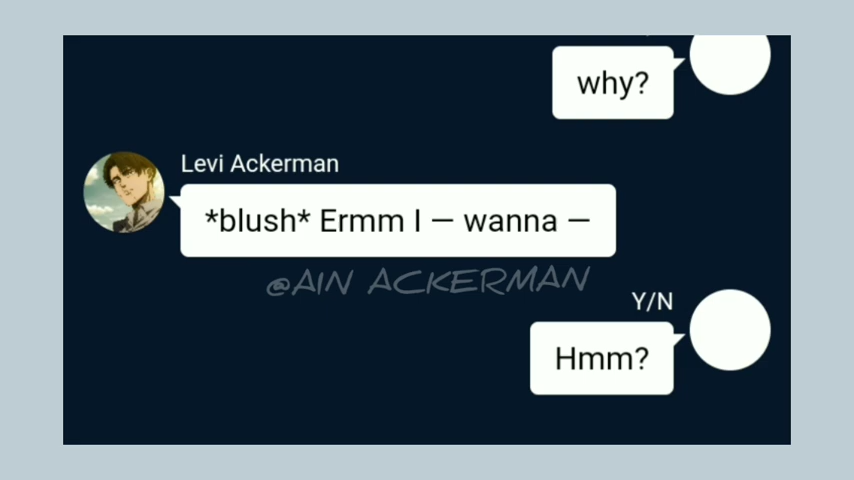 why?
Levi Ackerman
*blush* Ermm I — wanna —
@AIN ACKERMAN
Y/N
Hmm?